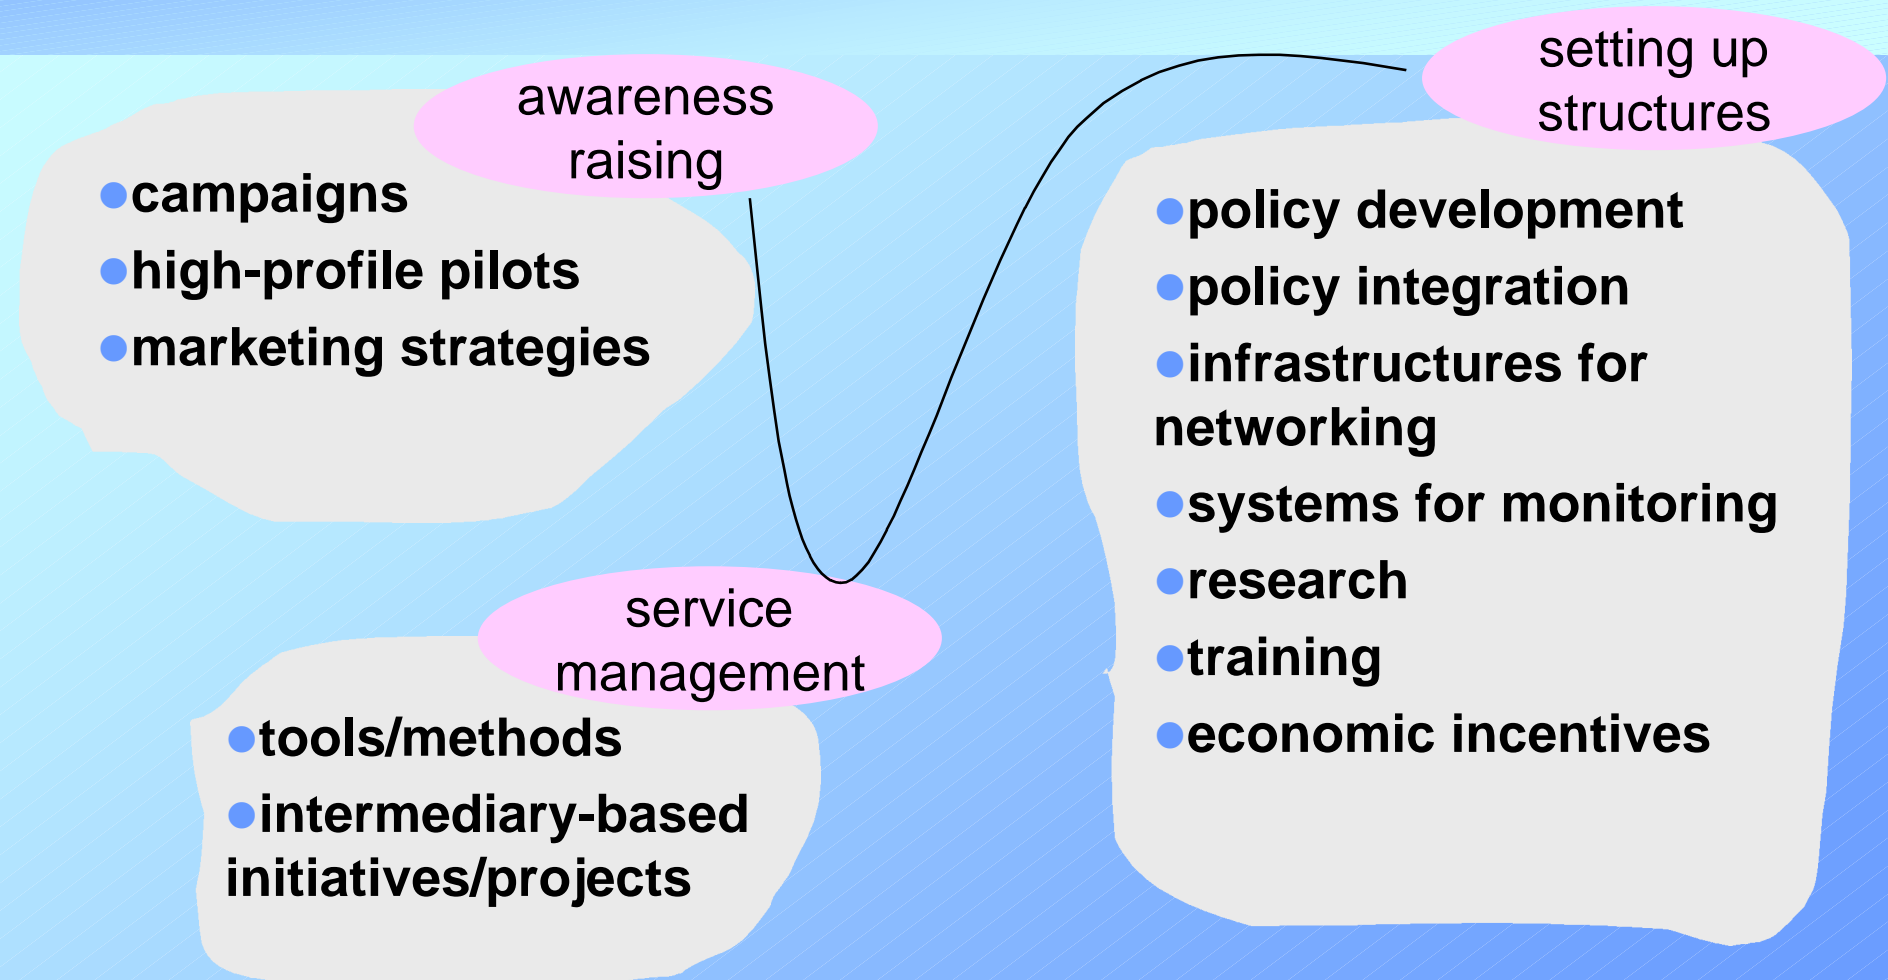 awareness
raising
●campaigns
●high-profile pilots
●marketing strategies
service
management
●tools/methods
●intermediary-based
initiatives/projects
setting up
structures
●policy development
●policy integration
●infrastructures for
networking
●systems for monitoring
●research
●training
●economic incentives